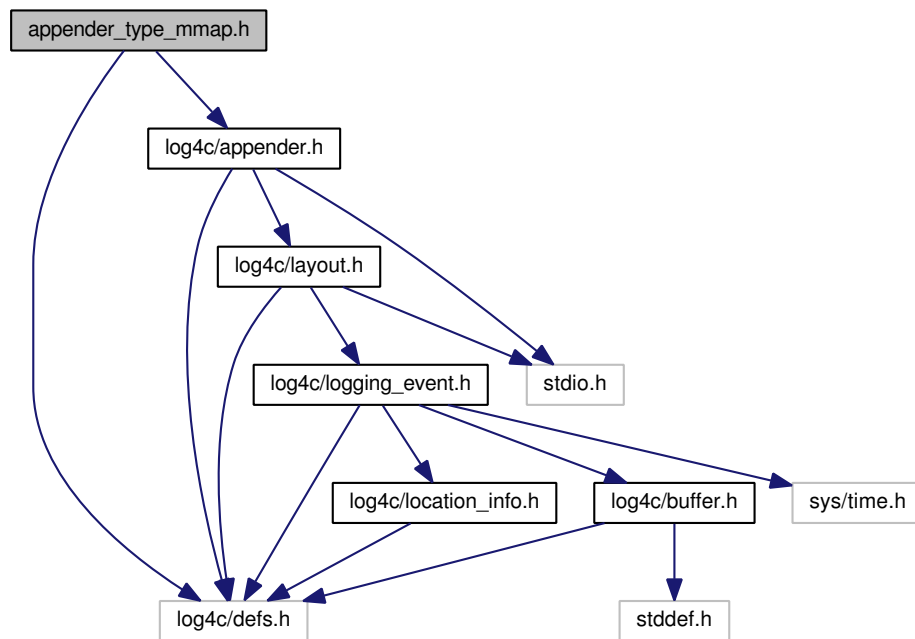 appender_type_mmap.h
log4c/appender.h
log4c/layout.h
log4c/logging_event.h
stdio.h
log4c/location_info.h
log4c/buffer.h
sys/time.h
log4c/defs.h
stddef.h